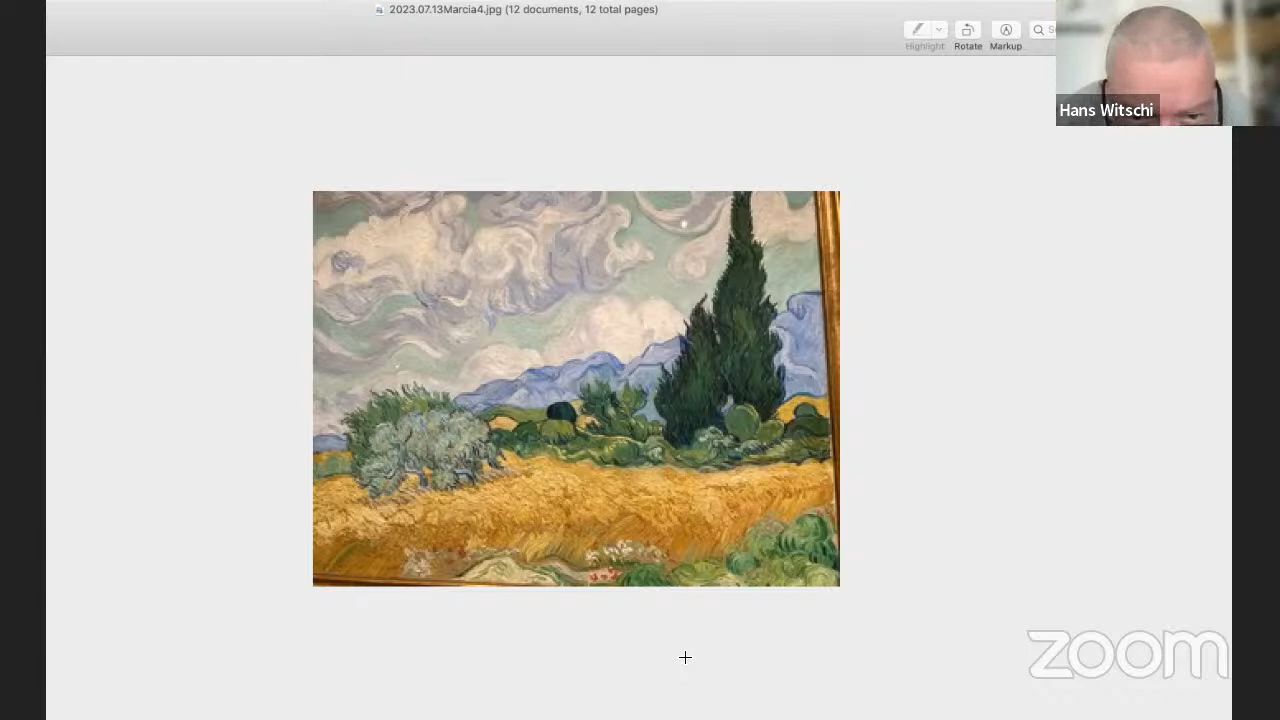 2023.07.13Marcia4.jpg (12 documents, 12 total pages)
Highlight
Rotate
Markup
Hans Witschi
zoom